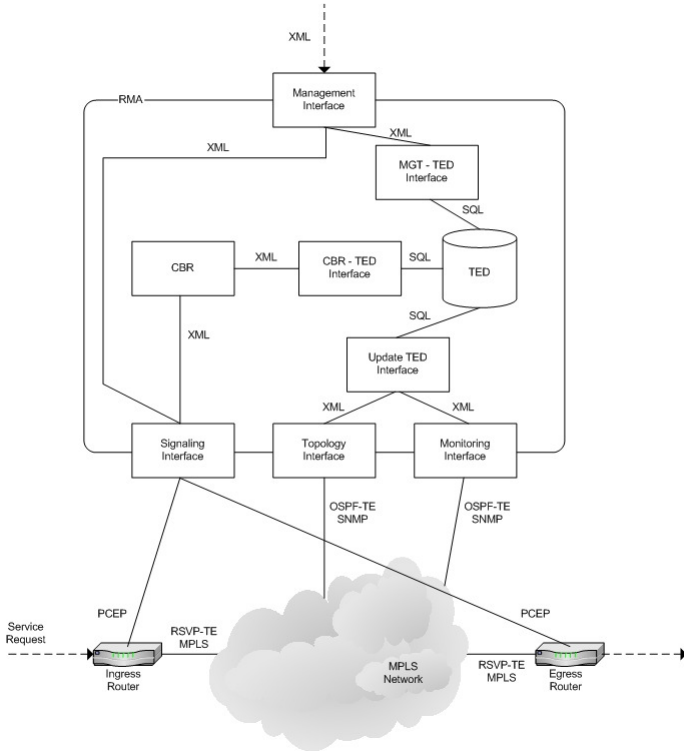 XML
Management
Interface
RMA
XML
XML
MGT - TED
Interface
SQL
CBR
XML
CBR - TED
Interface
SQL
TED
SQL
XML
Update TED
Interface
XML
XML
Signaling
Interface
Topology
Interface
Monitoring
Interface
OSPF-TE
SNMP
OSPF-TE
SNMP
PCEP
PCEP
Service
Request
RSVP-TE
MPLS
MPLS
Network
RSVP-TE
MPLS
Ingress
Router
Egress
Router